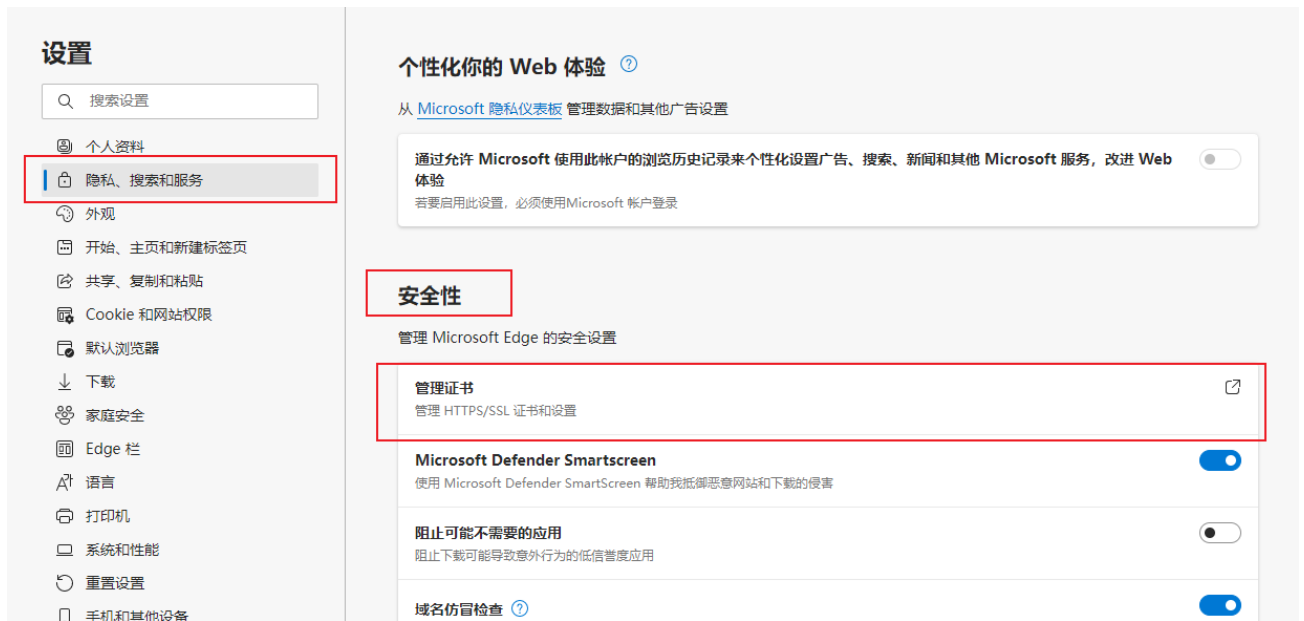 设置
搜索设置
个人资料
隐私、搜索和服务
外观
开始、主页和新建标签页
共享、复制和粘贴
Cookie 和网站权限
默认浏览器
下载
家庭安全
Edge 栏
语言
打印机
系统和性能
重置设置
手机和其他设备
个性化你的 Web 体验
从 Microsoft 隐私仪表板 管理数据和其他广告设置
通过允许 Microsoft 使用此帐户的浏览历史记录来个性化设置广告、搜索、新闻和其他 Microsoft 服务，改进 Web
体验
若要启用此设置，必须使用Microsoft 帐户登录
安全性
管理 Microsoft Edge 的安全设置
管理证书
管理 HTTPS/SSL 证书和设置
Microsoft Defender Smartscreen
使用 Microsoft Defender SmartScreen 帮助我抵御恶意网站和下载的侵害
阻止可能不需要的应用
阻止下载可能导致意外行为的低信誉度应用
域名仿冒检查